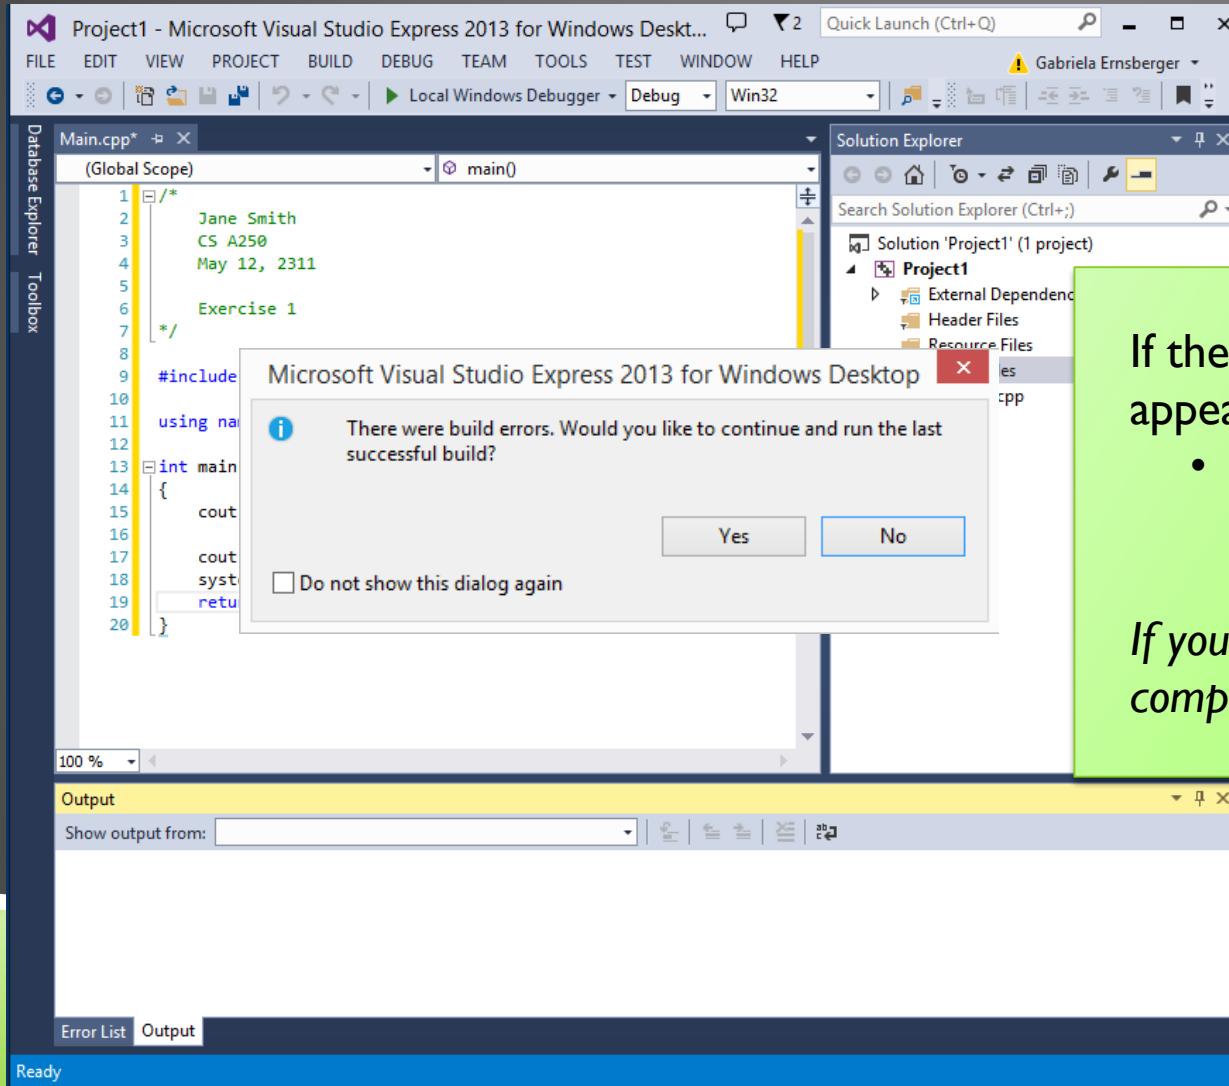 Project1 - Microsoft Visual Studio Express 2013 for Windows Deskt...
2
Quick Launch (Ctrl+Q)
FILE EDIT VIEW PROJECT BUILD DEBUG TEAM TOOLS TEST WINDOW HELP
Gabriela Ernsberger
Local Windows Debugger
Debug
Win32
Database Explorer
Toolbox
Main.cpp*
(Global Scope)
main()
1 /*
2 Jane Smith
3 CS A250
4 May 12, 2311
5
6 Exercise 1
7 */
8
9 #include
10
11 using na
12
13 int main
14 {
15 cout
16
17 cout
18 syst
19 retu
20 }
100 %
Microsoft Visual Studio Express 2013 for Windows Desktop
There were build errors. Would you like to continue and run the last
successful build?
Yes
No
Do not show this dialog again
Solution Explorer
Search Solution Explorer (Ctrl+;)
Solution 'Project1' (1 project)
Project1
External Dependenc
Header Files
Resource Files
es
cpp
If the
appea
•
If you
comp
Output
Show output from:
Error List
Output
Ready